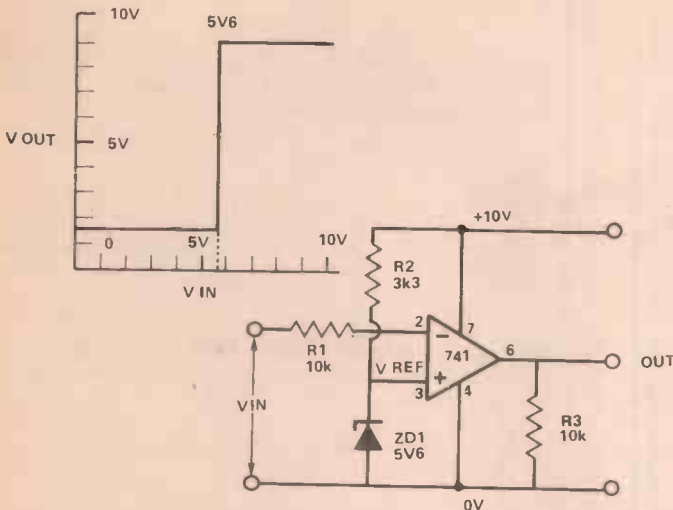 10V
5V6
V OUT
5V
0
5V
10V
V IN
+10V
R2
3k3
R1
10k
2
7
741
6
OUT
V REF
3
4
V IN
ZD1
5V6
R3
10k
0V